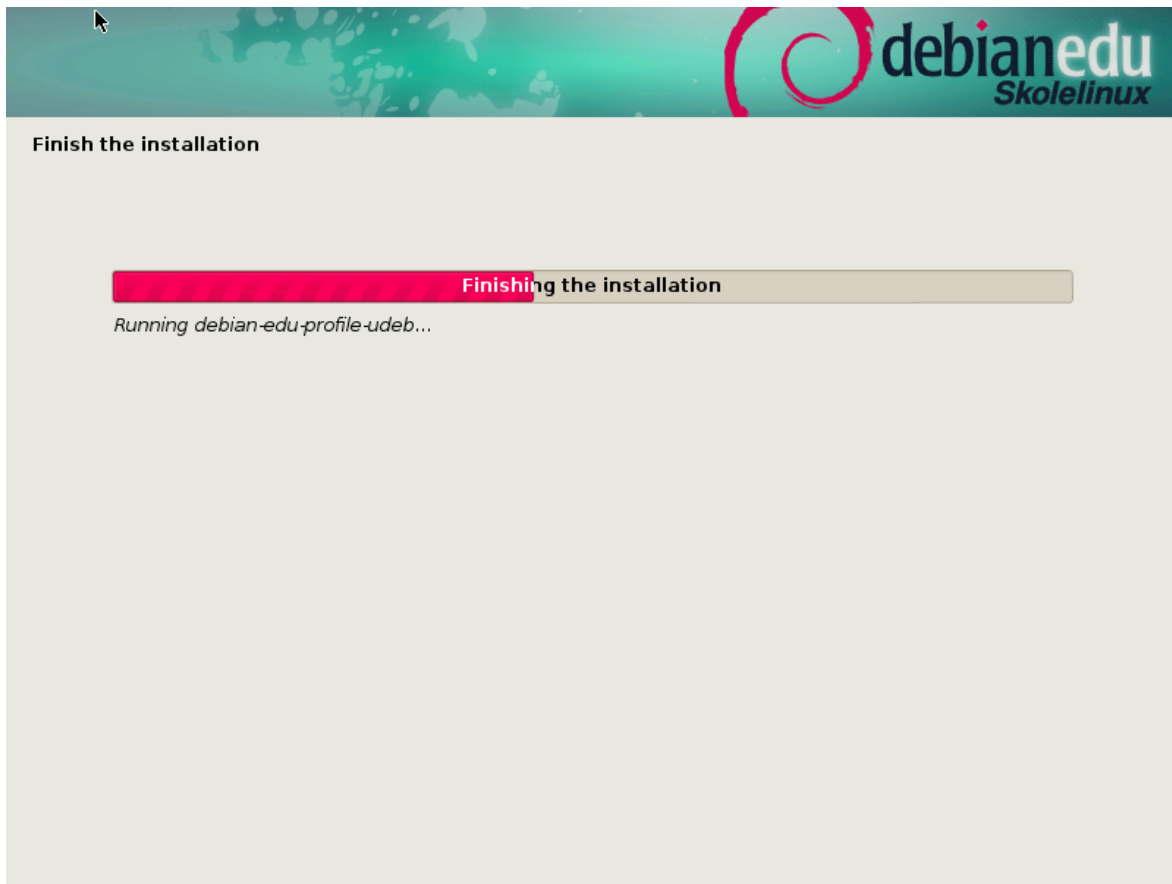 debianedu
Skolelinux
Finish the installation
Finishing the installation
Running debian-edu-profile-udeb...